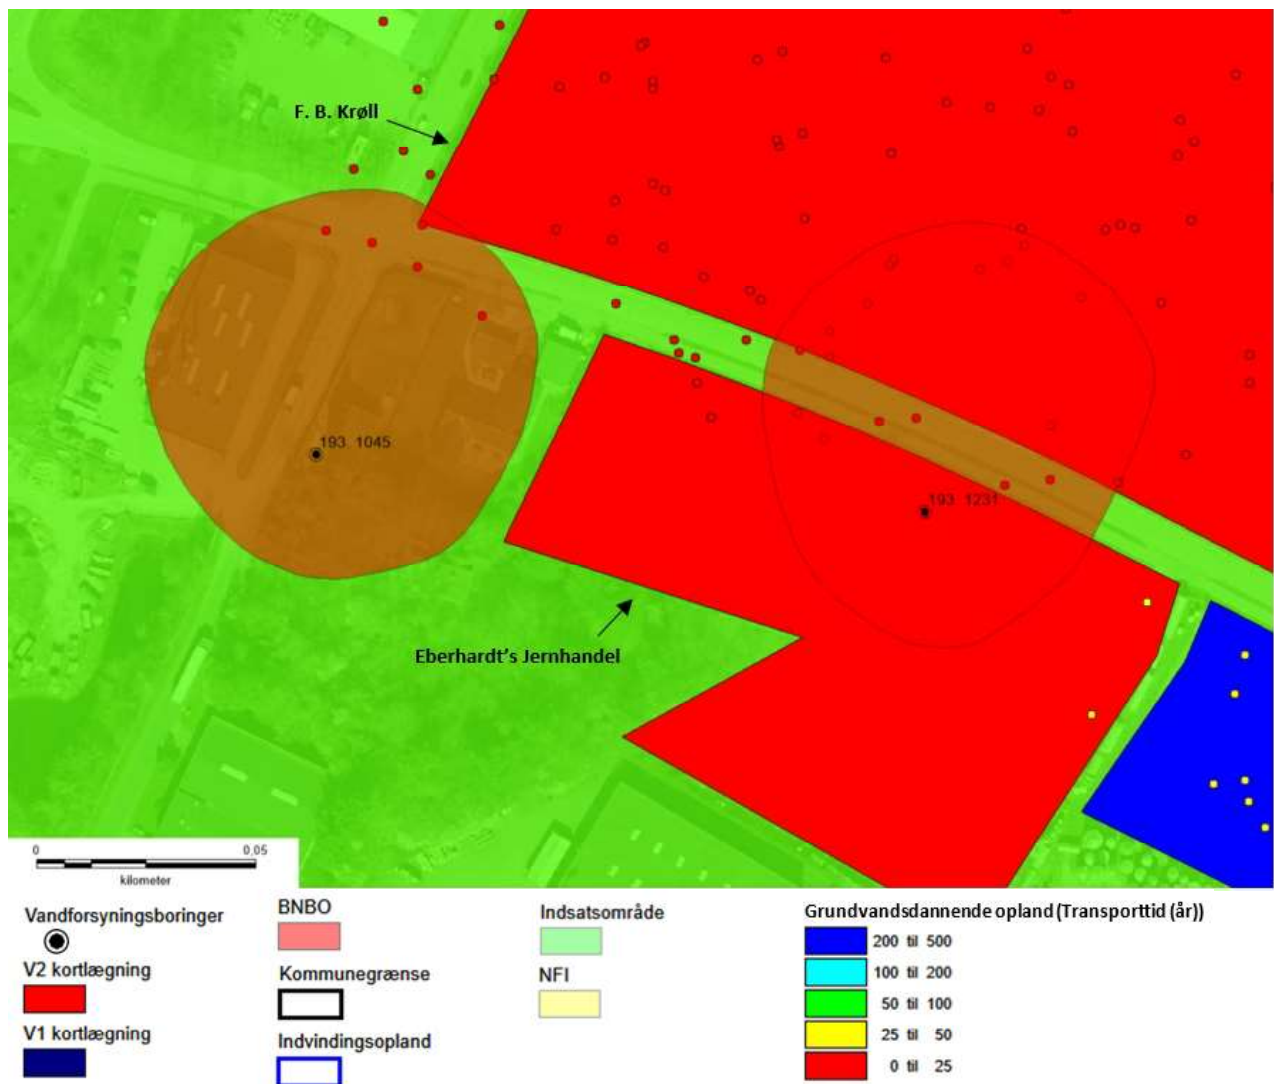 F. B. Krøll
193. 1045
193. 1231
Eberhardt's Jernhandel
0
0,05
kilometer
Vandforsyningsboringer
V2 kortlægning
V1 kortlægning
BNBO
Kommunegrænse
Indvindingsopland
Indsatsområde
NFI
Grundvandsdannende opland (Transporttid (år))
200 til 500
100 til 200
50 til 100
25 til 50
0 til 25